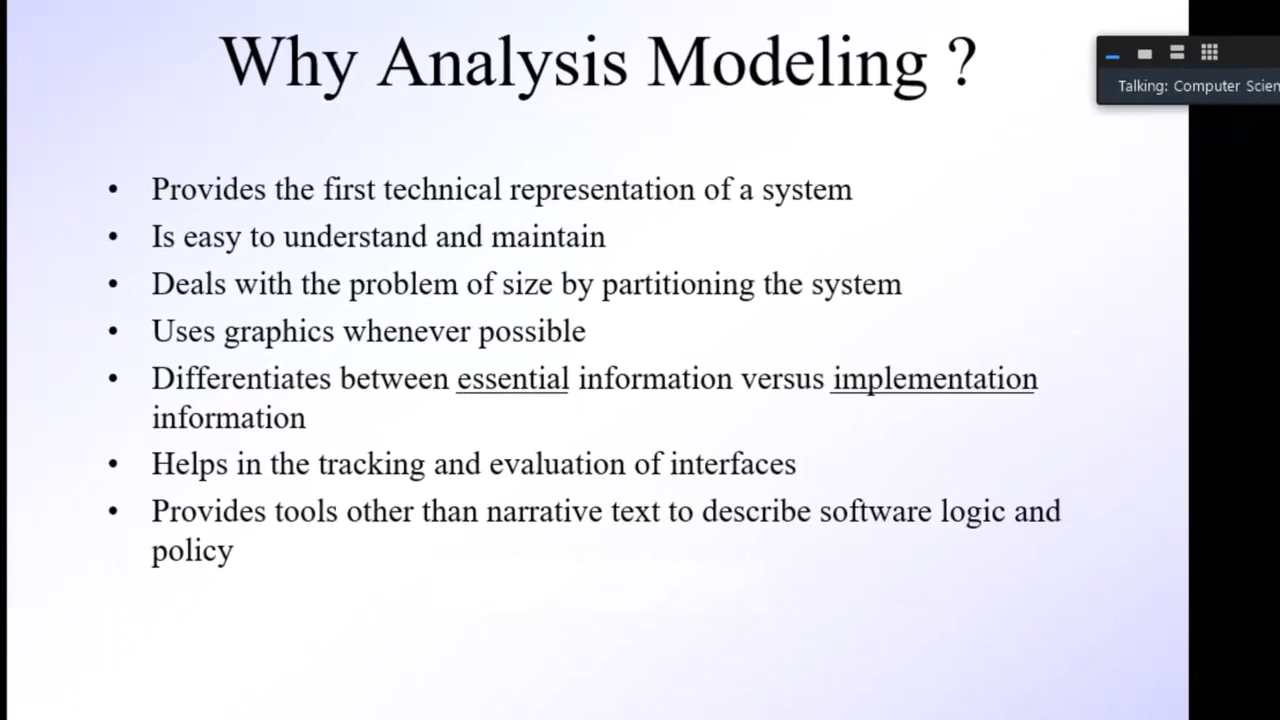 Why Analysis Modeling ?
Talking: Computer Scien
• Provides the first technical representation of a system
• Is easy to understand and maintain
• Deals with the problem of size by partitioning the system
• Uses graphics whenever possible
• Differentiates between essential information versus implementation
information
• Helps in the tracking and evaluation of interfaces
• Provides tools other than narrative text to describe software logic and
policy